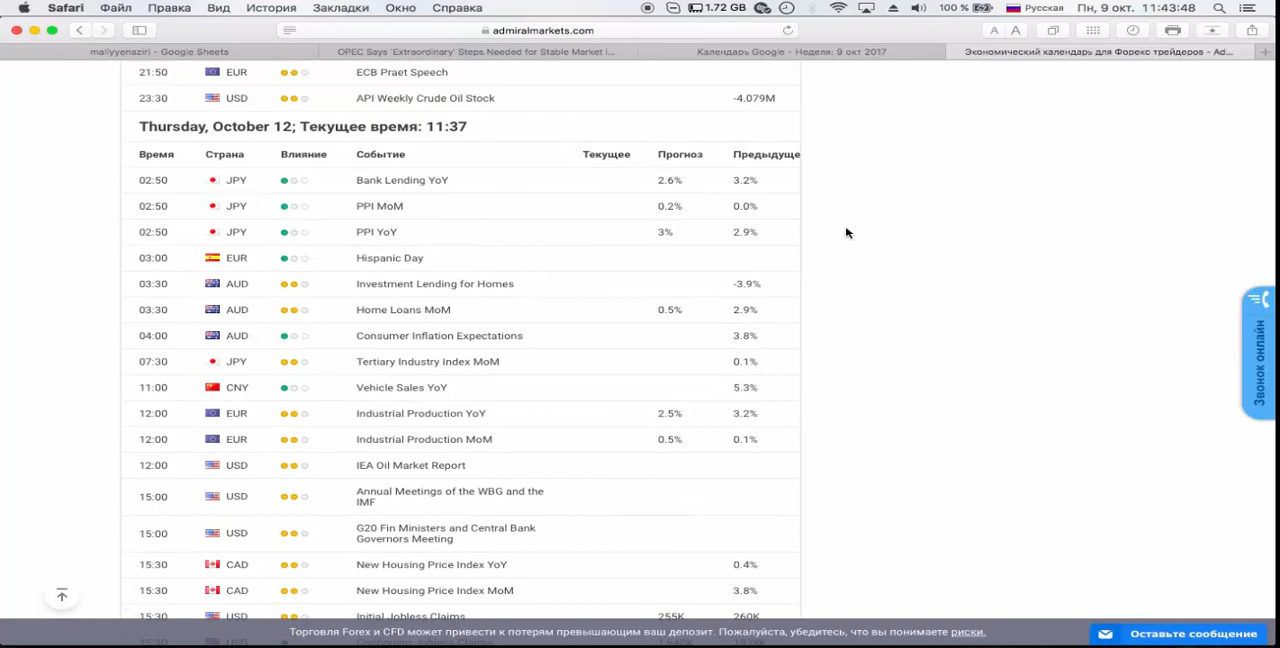 Safari Файл Правка Вид История Закладки Окно Справка 1.72 GB 100 % Русская Пн, 9 окт. 11:43:48
admiralmarkets.com A A
maliyyenaziri – Google Sheets OPEC Says 'Extraordinary' Steps Needed for Stable Market i... Календарь Google - Неделя: 9 окт 2017 Экономический календарь для Форекс трейдеров - Ad...
21:50 EUR ECB Praet Speech
23:30 USD API Weekly Crude Oil Stock -4.079M
Thursday, October 12; Текущее время: 11:37
Время Страна Влияние Событие Текущее Прогноз Предыдуще
02:50 JPY Bank Lending YoY 2.6% 3.2%
02:50 JPY PPI MoM 0.2% 0.0%
02:50 JPY PPI YoY 3% 2.9%
03:00 EUR Hispanic Day
03:30 AUD Investment Lending for Homes -3.9%
03:30 AUD Home Loans MoM 0.5% 2.9%
04:00 AUD Consumer Inflation Expectations 3.8%
07:30 JPY Tertiary Industry Index MoM 0.1%
11:00 CNY Vehicle Sales YoY 5.3%
12:00 EUR Industrial Production YoY 2.5% 3.2%
12:00 EUR Industrial Production MoM 0.5% 0.1%
12:00 USD IEA Oil Market Report
15:00 USD Annual Meetings of the WBG and the
IMF
15:00 USD G20 Fin Ministers and Central Bank
Governors Meeting
15:30 CAD New Housing Price Index YoY 0.4%
15:30 CAD New Housing Price Index MoM 3.8%
15:30 USD Initial Jobless Claims 255K 260K
Торговля Forex и CFD может привести к потерям превышающим ваш депозит. Пожалуйста, убедитесь, что вы понимаете риски.
Звонок онлайн
Оставьте сообщение